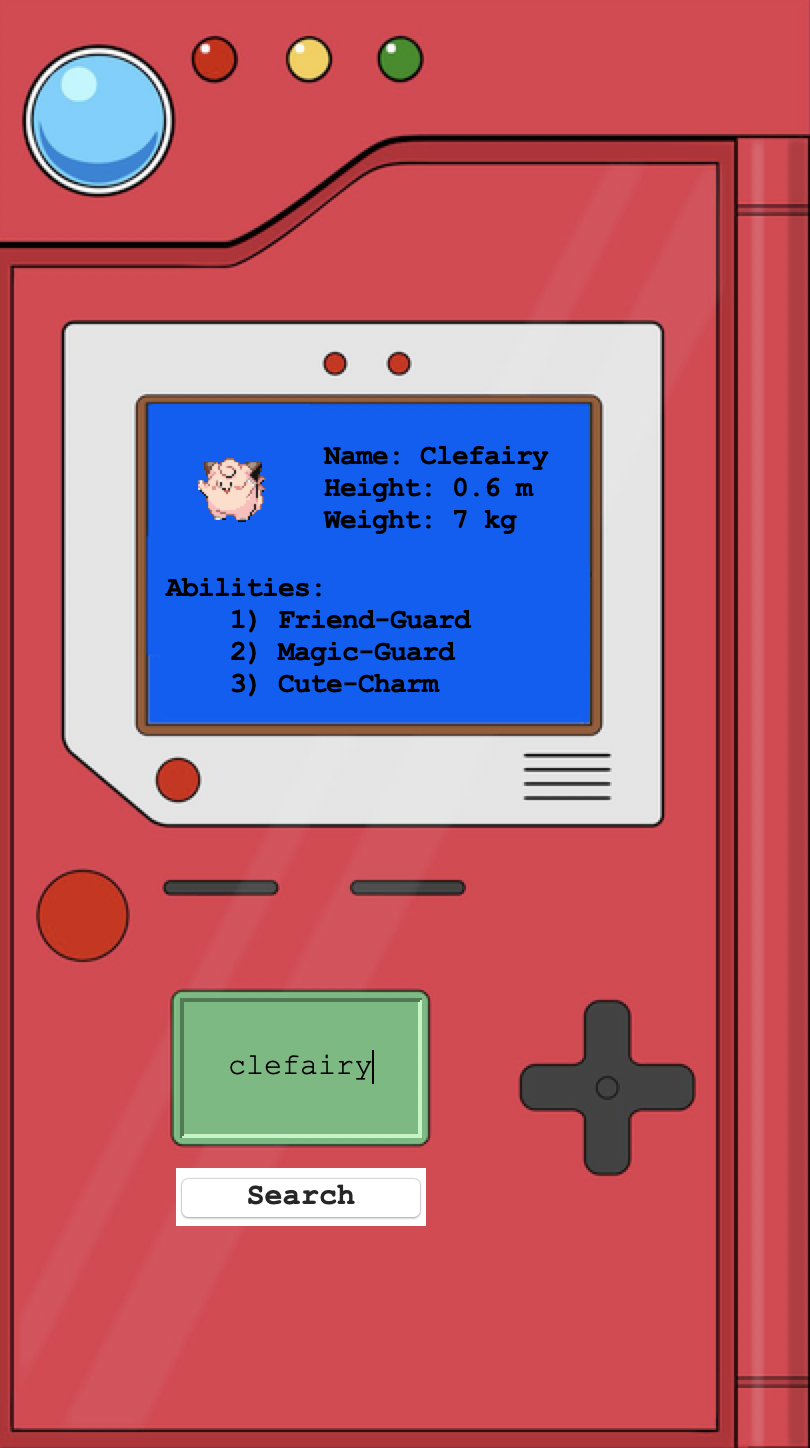 Name: Clefairy
Height: 0.6 m
Weight: 7 kg
Abilities:
1) Friend-Guard
2) Magic-Guard
3) Cute-Charm
clefairy
Search